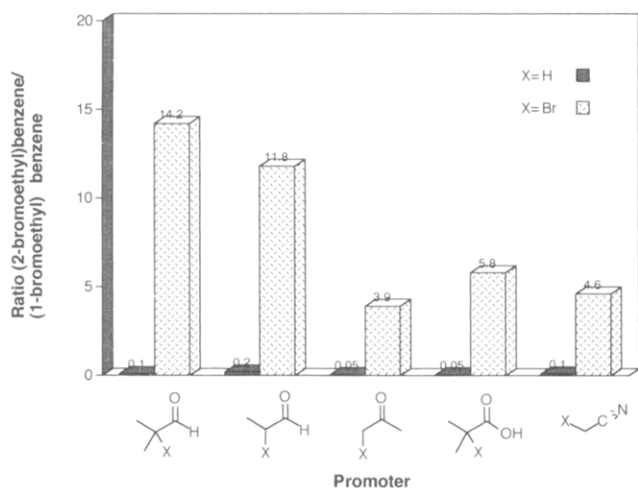 Ratio (2-bromoethyl)benzene/
(1-bromoethyl) benzene
20
15
10
5
0
X=H
X=Br
0.1
14.2
0.2
11.8
0.05
3.9
0.05
5.8
0.1
4.6
O
H
X
O
H
X
O
X
O
OH
X
X
C
N
Promoter